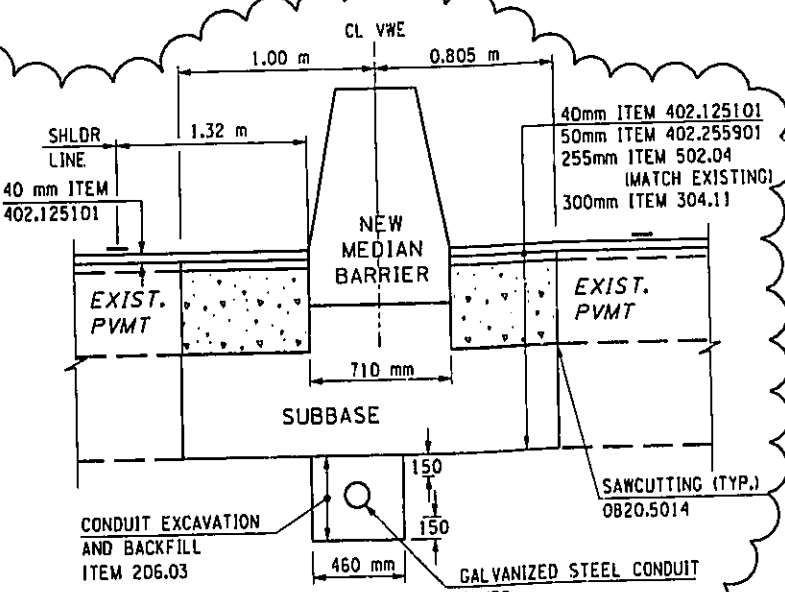 CL VWE
1.00 m
0.805 m
SHLDR
LINE
1.32 m
40mm ITEM 402.125101
50mm ITEM 402.255901
255mm ITEM 502.04
(MATCH EXISTING)
300mm ITEM 304.11
40 mm ITEM
402.125101
NEW
MEDIAN
BARRIER
EXIST.
PVMT
EXIST.
PVMT
710 mm
SUBBASE
150
150
SAWCUTTING (TYP.)
0B20.5014
CONDUIT EXCAVATION
AND BACKFILL
ITEM 206.03
460 mm
GALVANIZED STEEL CONDUIT